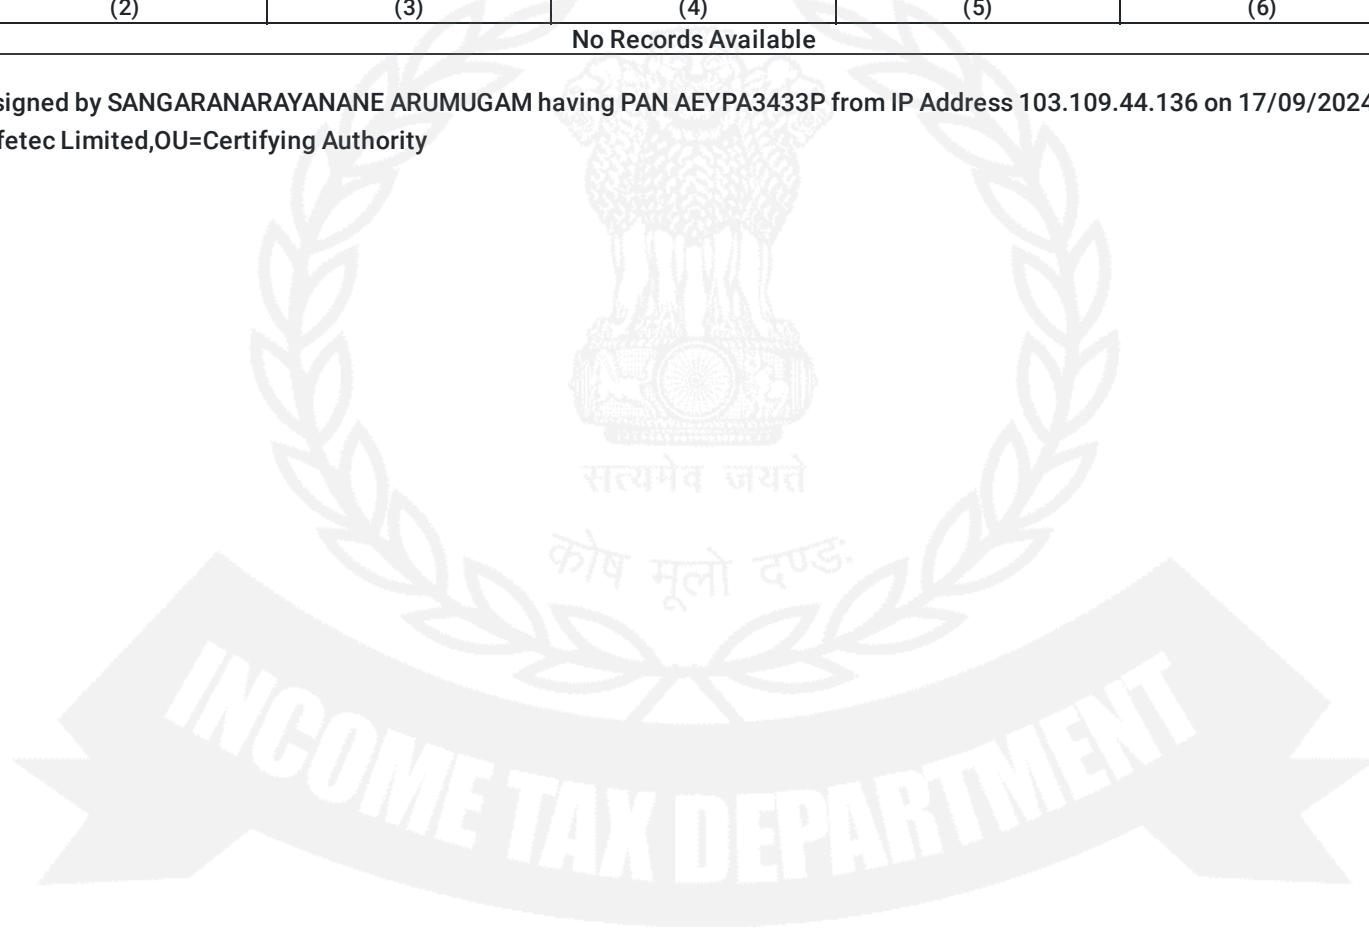 (2) (3) (4) (5) (6)
No Records Available
signed by SANGARANARAYANANE ARUMUGAM having PAN AEYPA3433P from IP Address 103.109.44.136 on 17/09/2024
fetec Limited,OU=Certifying Authority
सत्यमेव जयते
कोष मूलो दण्डः
INCOME TAX DEPARTMENT